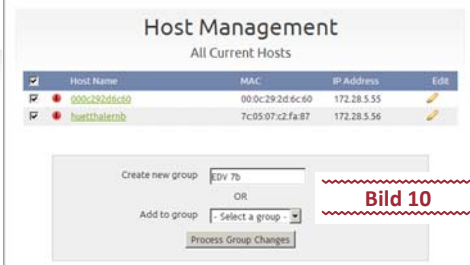 Host Management
All Current Hosts
Host Name MAC IP Address Edit
000c292d6c60 00:0c:29:2d:6c:60 172.28.5.55
huetthalernb 7c:05:07:c2:fa:87 172.28.5.56
Create new group EDV 7b
OR
Add to group - Select a group -
Process Group Changes
Bild 10